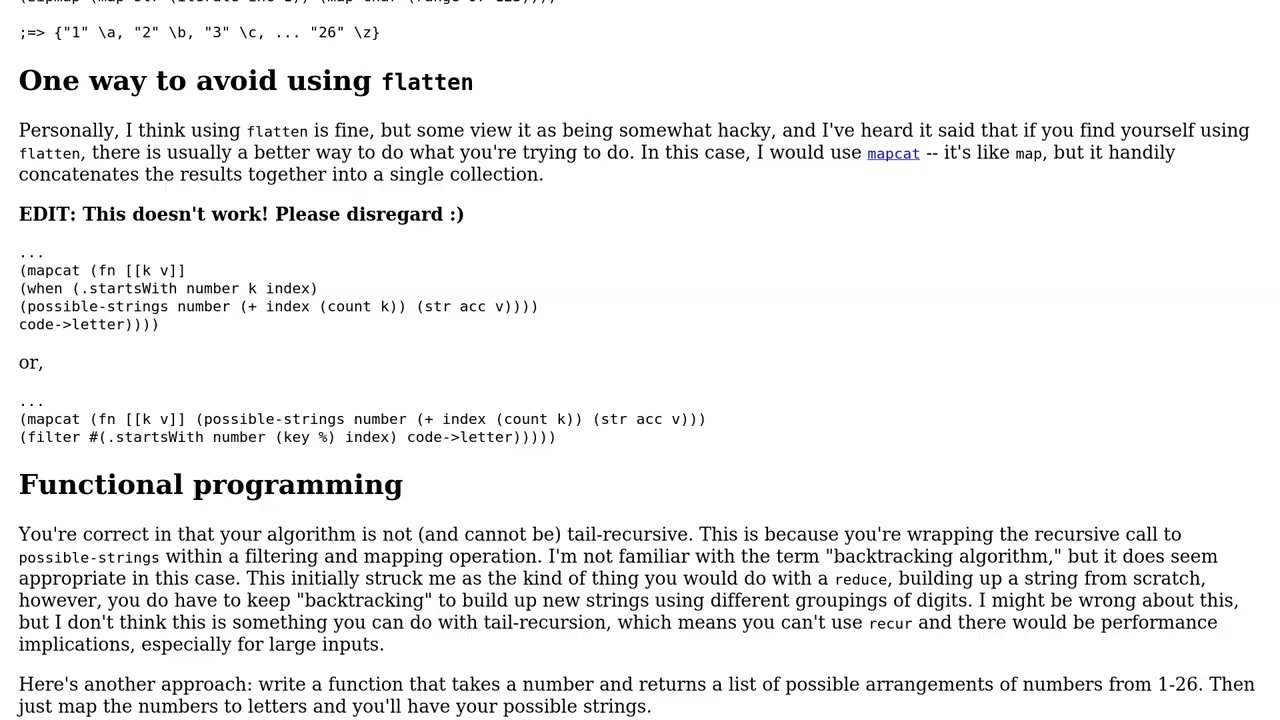 ;=> {"1" \a, "2" \b, "3" \c, ... "26" \z}
One way to avoid using flatten
Personally, I think using flatten is fine, but some view it as being somewhat hacky, and I've heard it said that if you find yourself using
flatten, there is usually a better way to do what you're trying to do. In this case, I would use mapcat -- it's like map, but it handily
concatenates the results together into a single collection.
EDIT: This doesn't work! Please disregard :)
...
(mapcat (fn [[k v]]
(when (.startsWith number k index)
(possible-strings number (+ index (count k)) (str acc v))))
code->letter))))
or,
...
(mapcat (fn [[k v]] (possible-strings number (+ index (count k)) (str acc v)))
(filter #(.startsWith number (key %) index) code->letter)))))
Functional programming
You're correct in that your algorithm is not (and cannot be) tail-recursive. This is because you're wrapping the recursive call to
possible-strings within a filtering and mapping operation. I'm not familiar with the term "backtracking algorithm," but it does seem
appropriate in this case. This initially struck me as the kind of thing you would do with a reduce, building up a string from scratch,
however, you do have to keep "backtracking" to build up new strings using different groupings of digits. I might be wrong about this,
but I don't think this is something you can do with tail-recursion, which means you can't use recur and there would be performance
implications, especially for large inputs.
Here's another approach: write a function that takes a number and returns a list of possible arrangements of numbers from 1-26. Then
just map the numbers to letters and you'll have your possible strings.